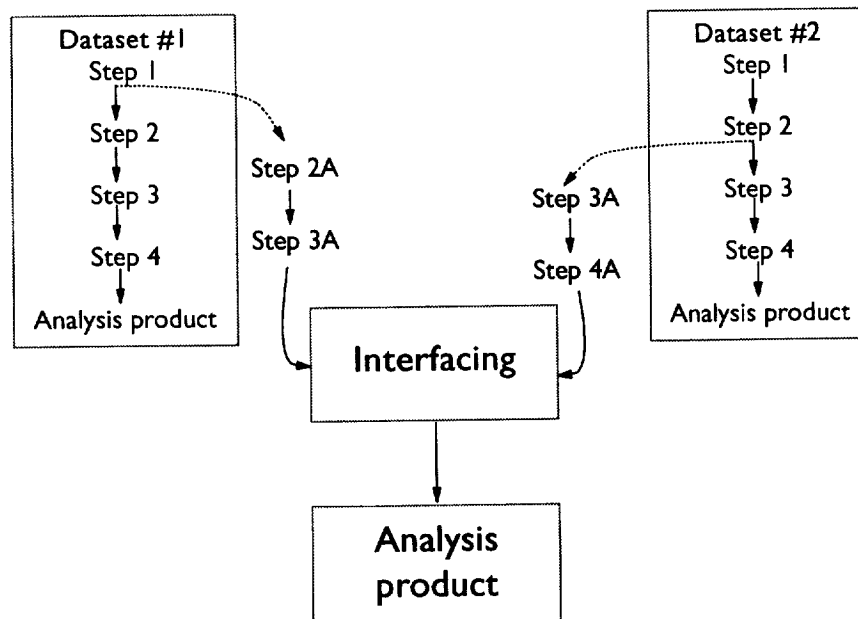 Dataset #1
Step 1
Step 2
Step 3
Step 4
Analysis product
Step 2A
Step 3A
Dataset #2
Step 1
Step 2
Step 3
Step 4
Analysis product
Step 3A
Step 4A
Interfacing
Analysis
product